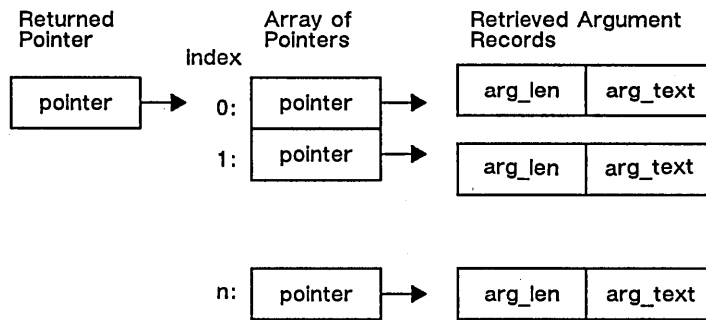 Returned
Pointer
index
Array of
Pointers
Retrieved Argument
Records
pointer
0: pointer arg_len arg_text
1: pointer arg_len arg_text
n: pointer arg_len arg_text